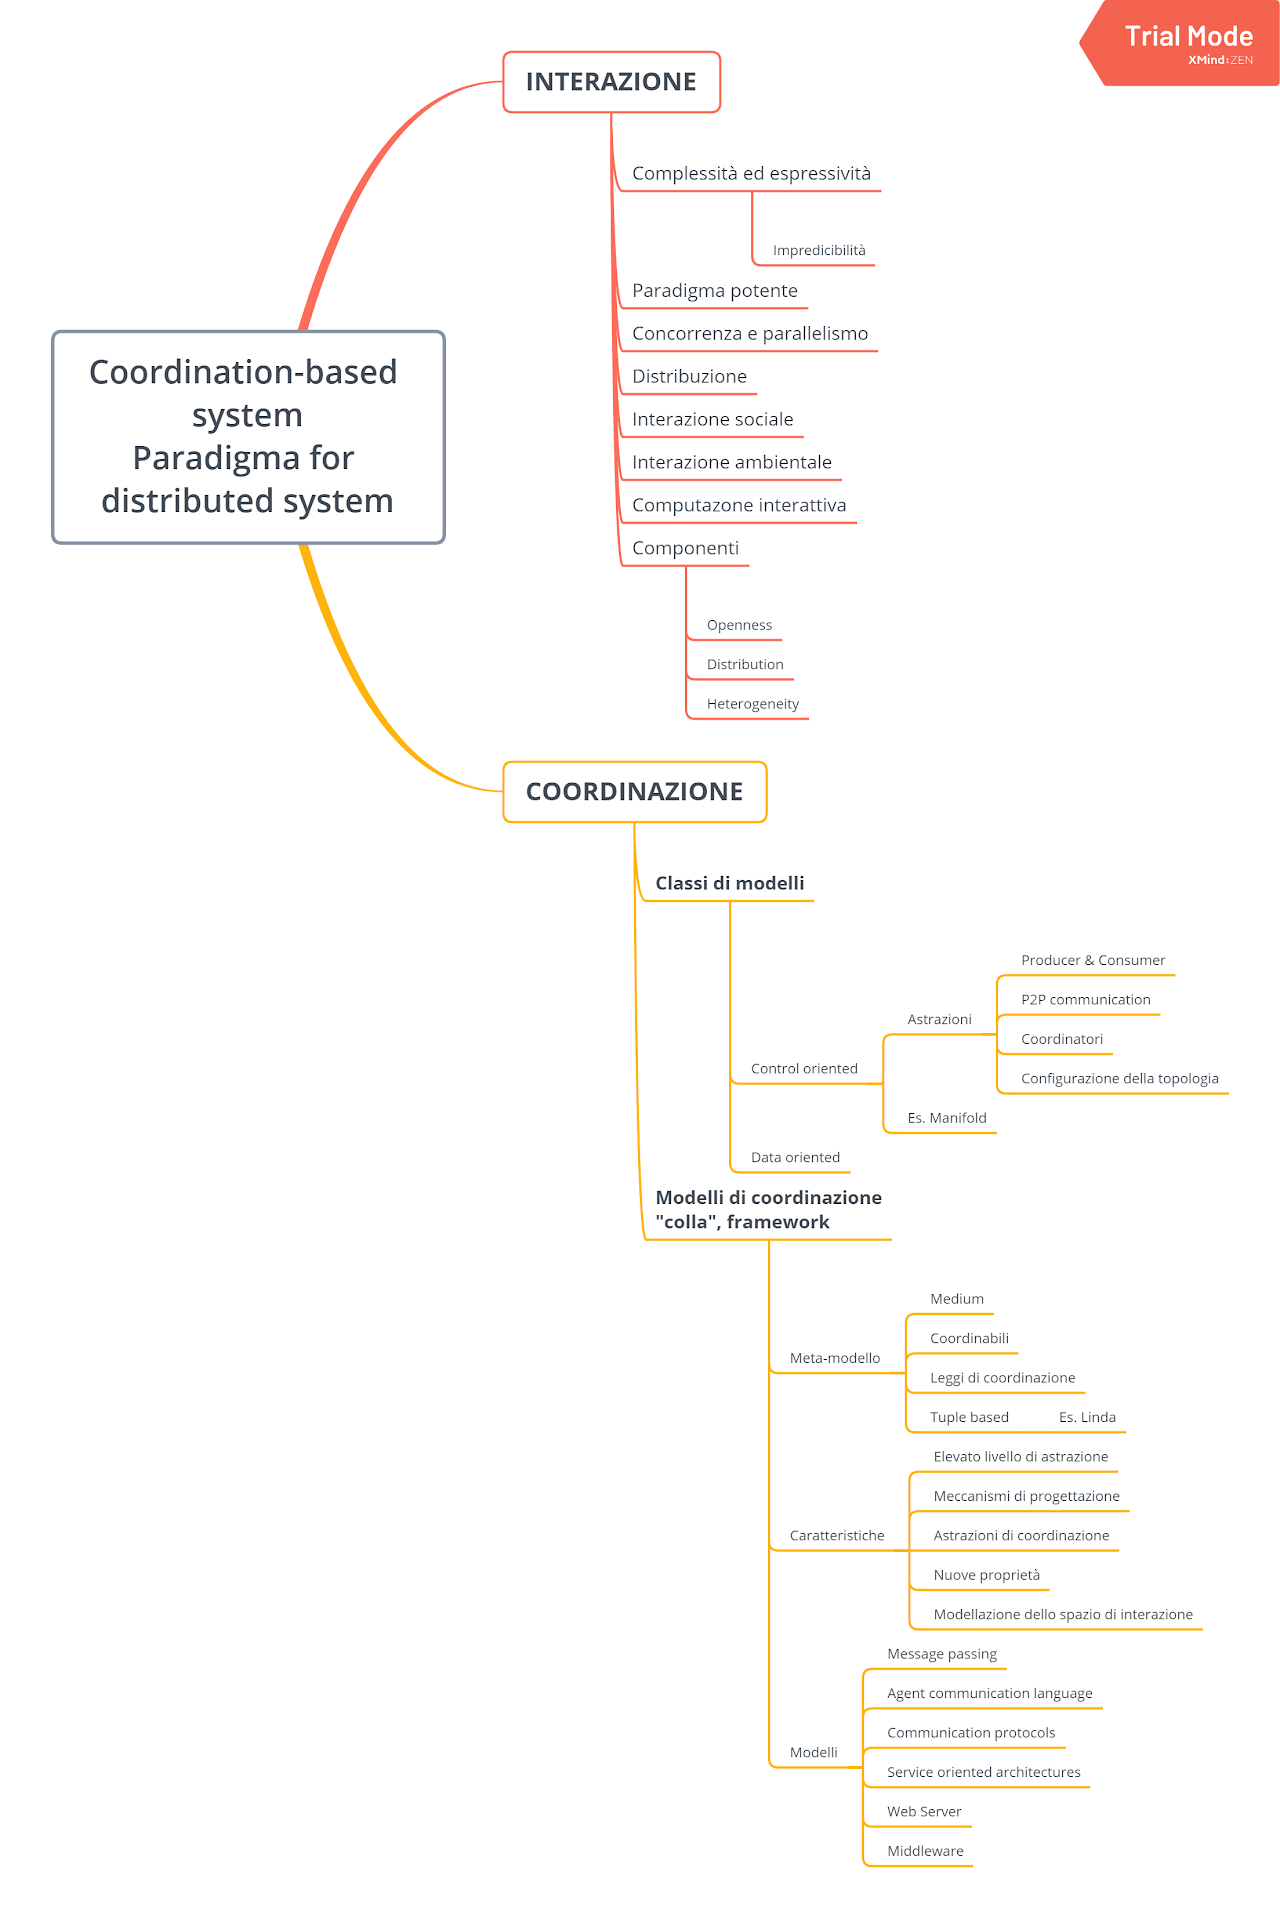 Trial Mode
XMind:ZEN
INTERAZIONE
Complessità ed espressività
Impredicibilità
Paradigma potente
Concorrenza e parallelismo
Distribuzione
Interazione sociale
Interazione ambientale
Computazone interattiva
Componenti
Openness
Distribution
Heterogeneity
Coordination-based
system
Paradigma for
distributed system
COORDINAZIONE
Classi di modelli
Control oriented
Astrazioni
Producer & Consumer
P2P communication
Coordinatori
Configurazione della topologia
Es. Manifold
Data oriented
Modelli di coordinazione
"colla", framework
Meta-modello
Medium
Coordinabili
Leggi di coordinazione
Tuple based
Es. Linda
Caratteristiche
Elevato livello di astrazione
Meccanismi di progettazione
Astrazioni di coordinazione
Nuove proprietà
Modellazione dello spazio di interazione
Modelli
Message passing
Agent communication language
Communication protocols
Service oriented architectures
Web Server
Middleware